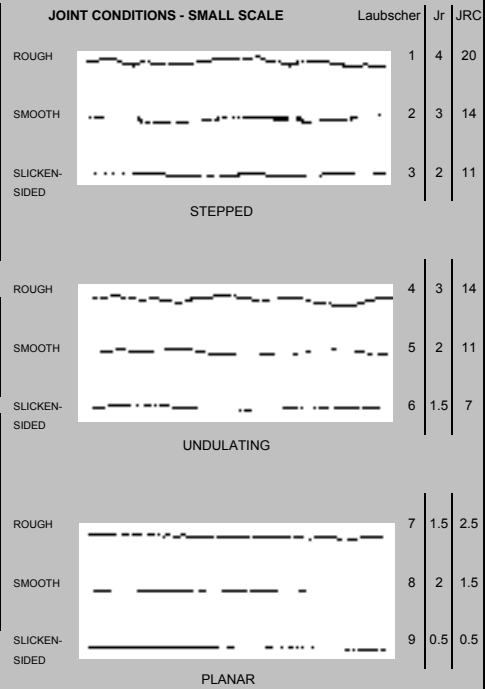 JOINT CONDITIONS - SMALL SCALE Laubscher Jr JRC
ROUGH 1 4 20
SMOOTH 2 3 14
SLICKEN- 3 2 11
SIDED
STEPPED
ROUGH 4 3 14
SMOOTH 5 2 11
SLICKEN- 6 1.5 7
SIDED
UNDULATING
ROUGH 7 1.5 2.5
SMOOTH 8 2 1.5
SLICKEN- 9 0.5 0.5
SIDED
PLANAR